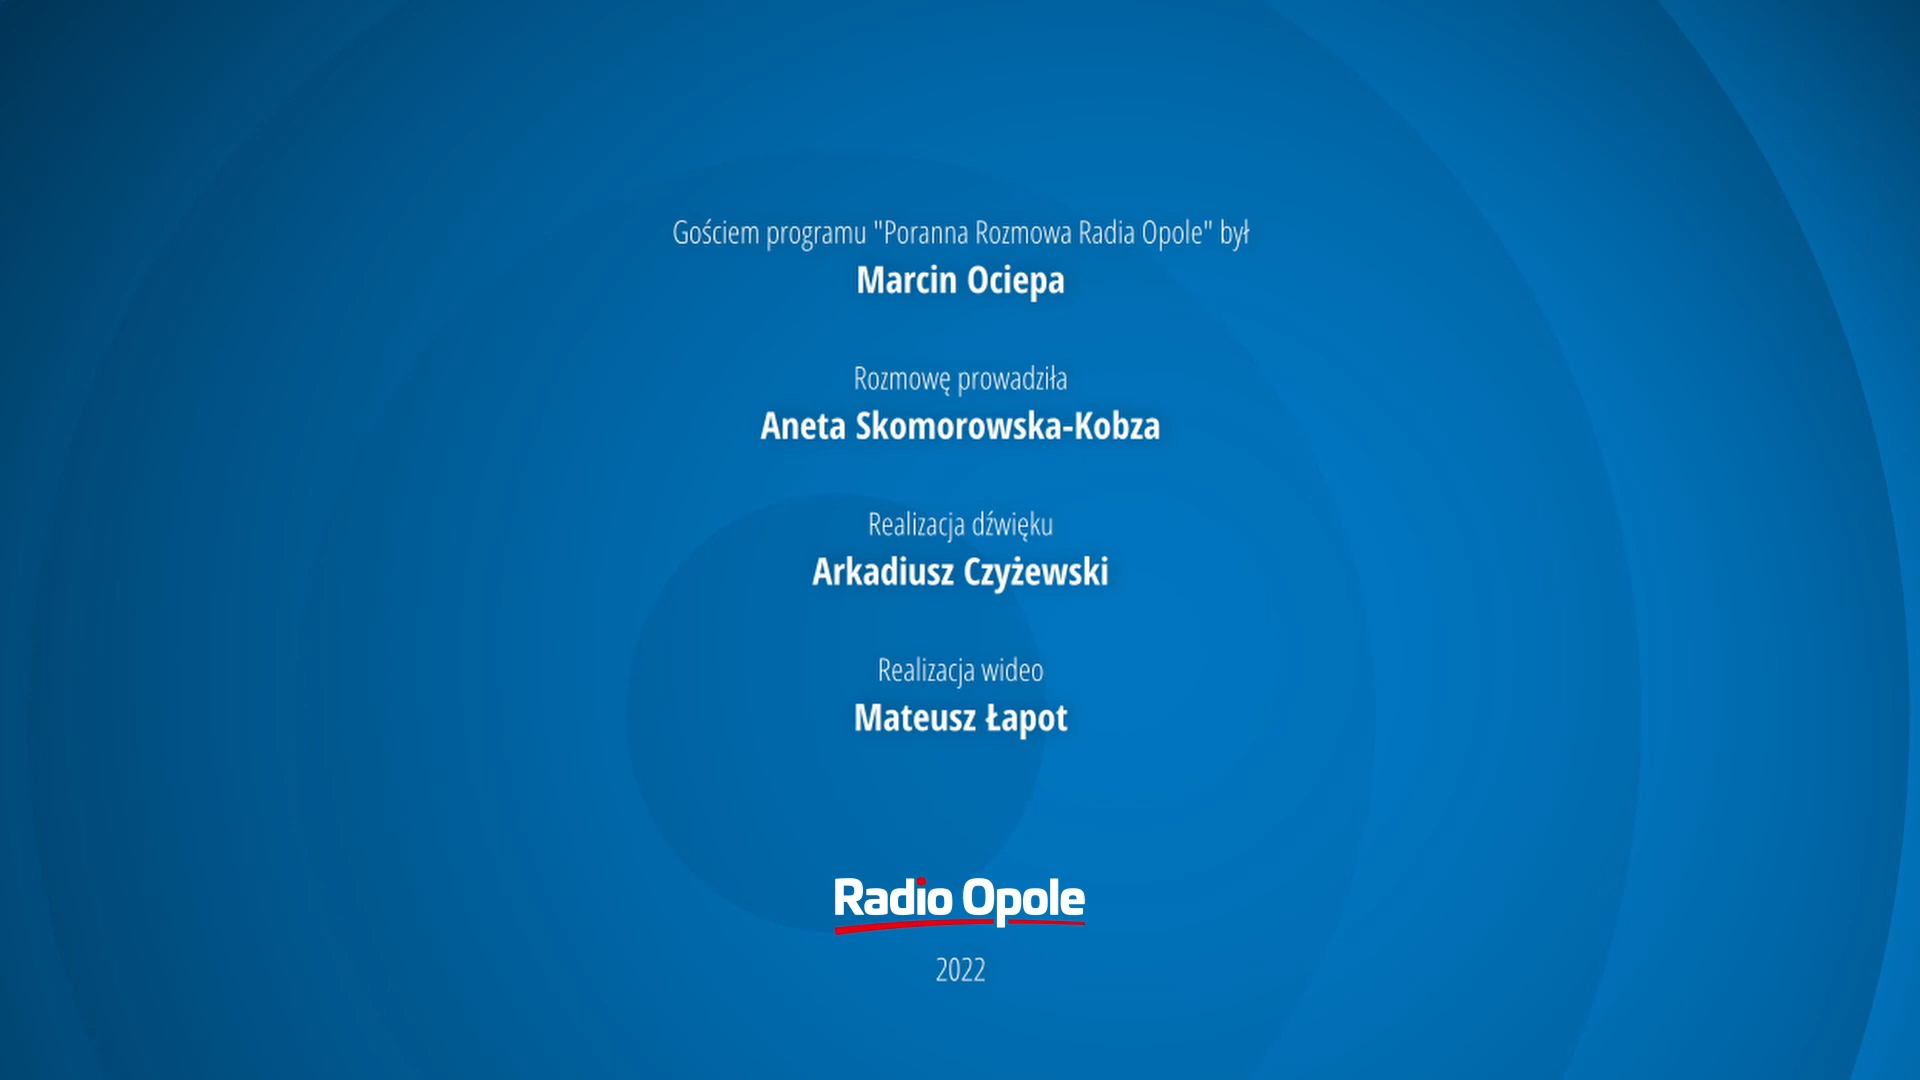 Gościem programu "Poranna Rozmowa Radia Opole" był
Marcin Ociepa
Rozmowę prowadziła
Aneta Skomorowska-Kobza
Realizacja dźwięku
Arkadiusz Czyżewski
Realizacja wideo
Mateusz Łapot
Radio Opole
2022